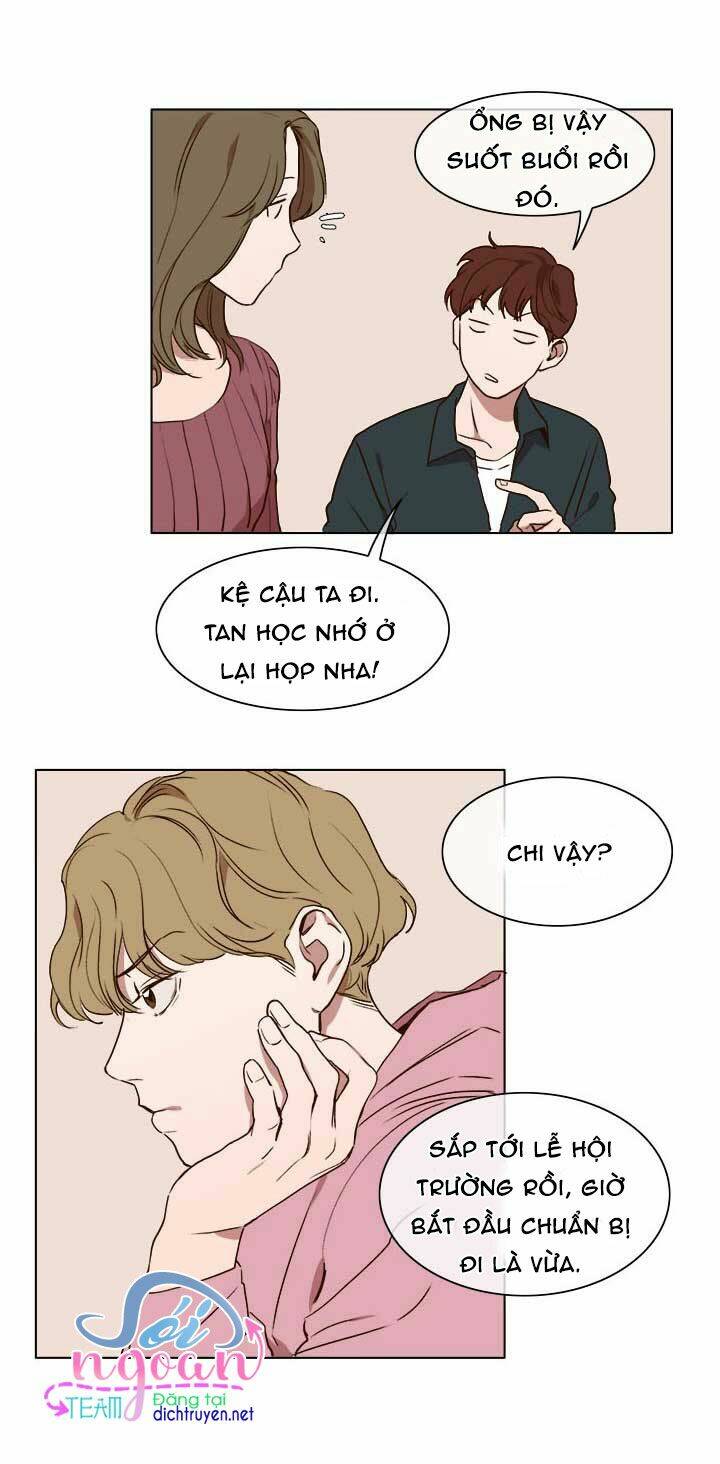 ỔNG BỊ VẬY
SUỐT BUỔI RỒI
ĐÓ.
KỆ CẬU TA ĐI.
TAN HỌC NHỚ Ở
LẠI HỌP NHA!
CHI VẬY?
SẮP TỚI LỄ HỘI
TRƯỜNG RỒI, GIỜ
BẮT ĐẦU CHUẨN BỊ
ĐI LÀ VỪA.
Sói
ngoan
TEAM
Đăng tại
dichtruyen.net